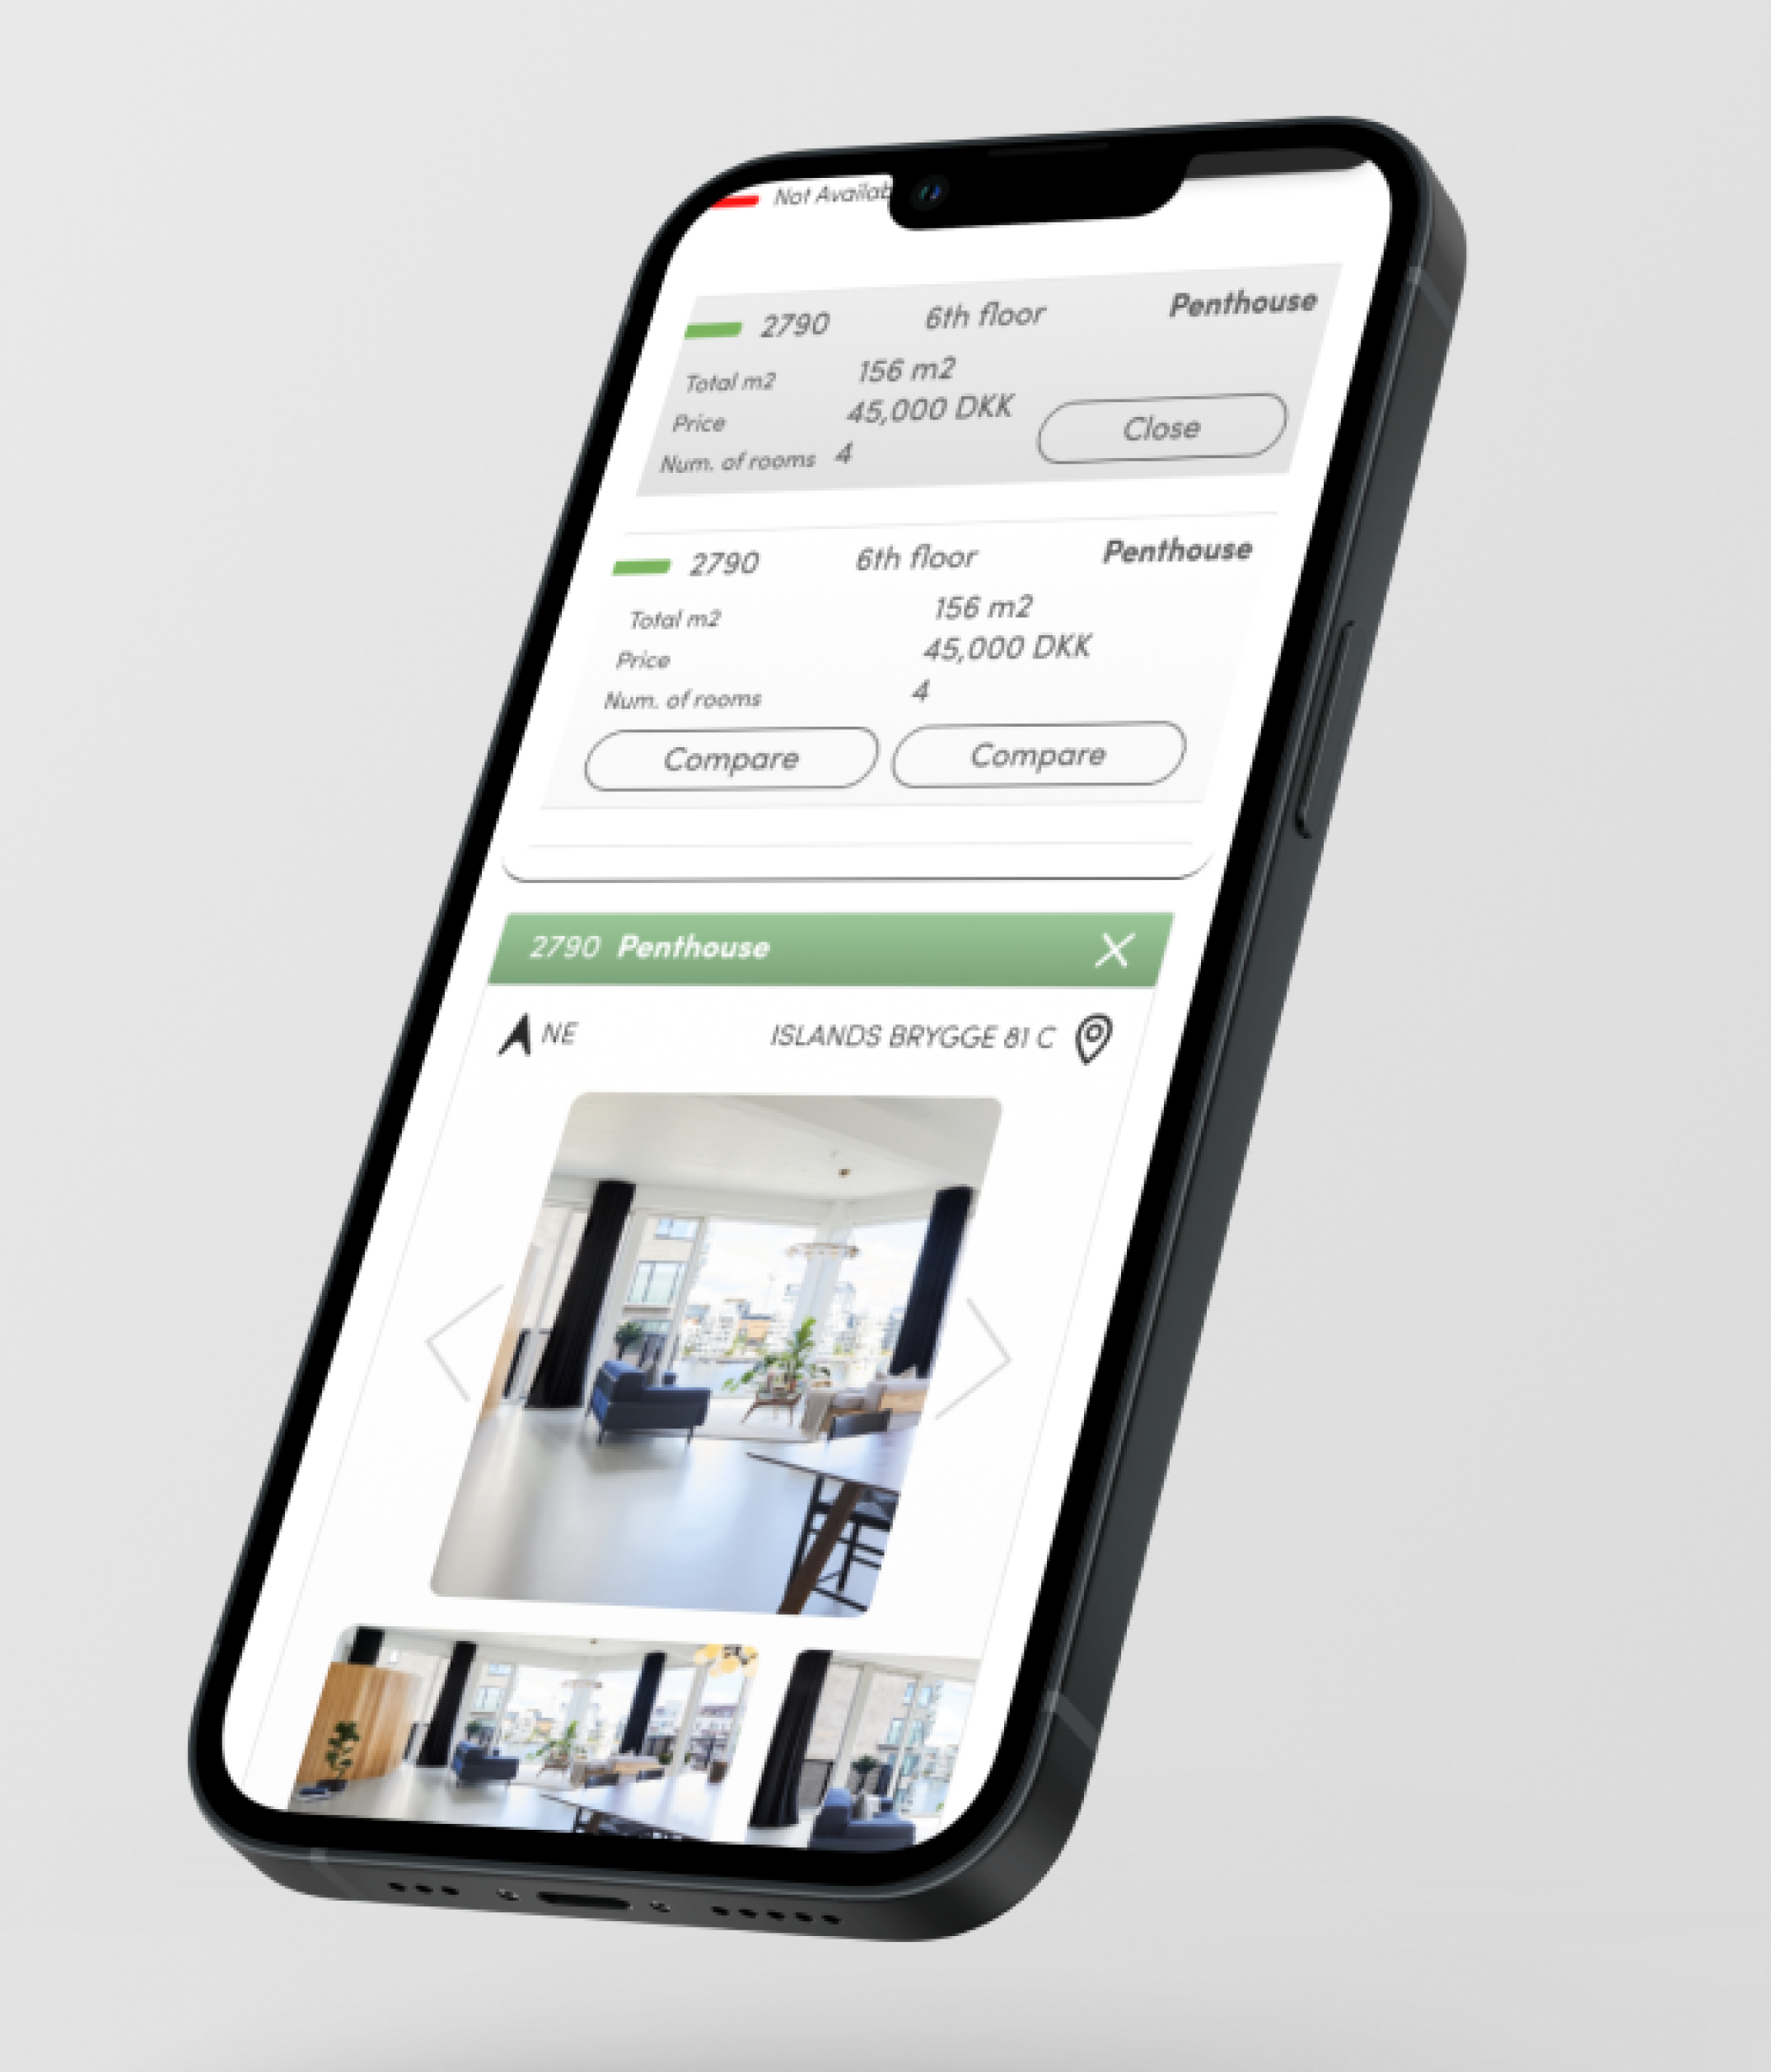 Not Availab
2790 6th floor Penthouse
Total m2 156 m2
Price 45,000 DKK
Num. of rooms 4
Close
2790 6th floor Penthouse
Total m2 156 m2
Price 45,000 DKK
Num. of rooms 4
Compare Compare
2790 Penthouse
NE ISLANDS BRYGGE 81 C